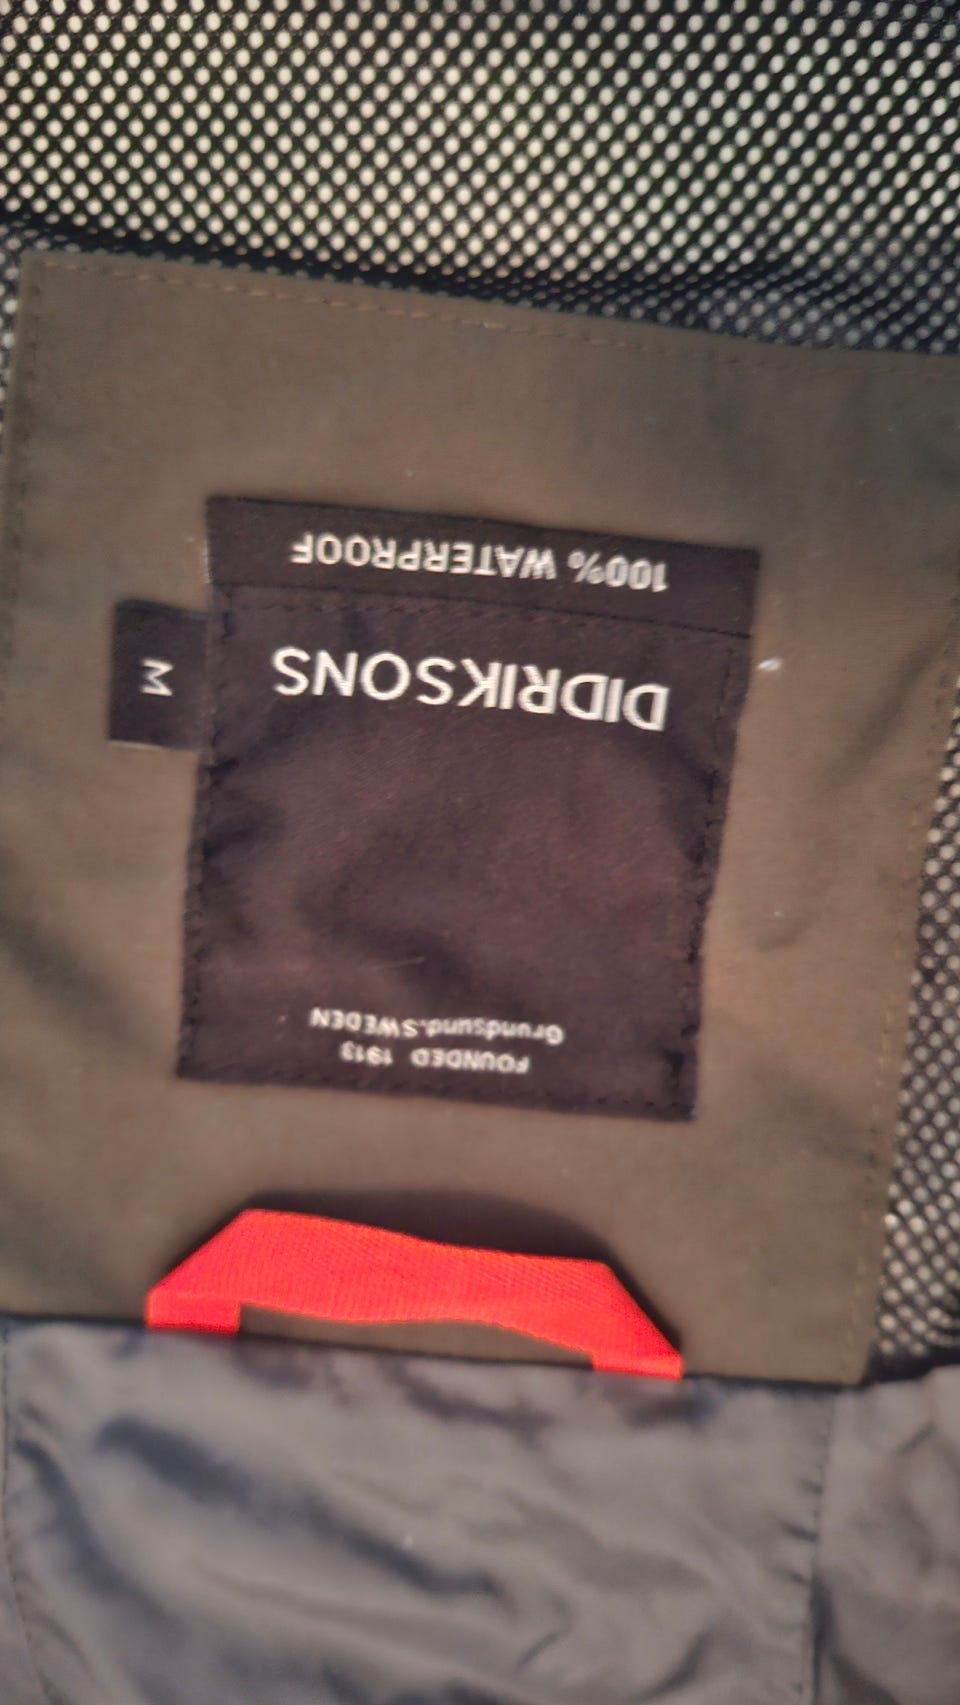 FOUNDED 1913
Grundsund.SWEDEN
DIDRIKSONS
M
100% WATERPROOF